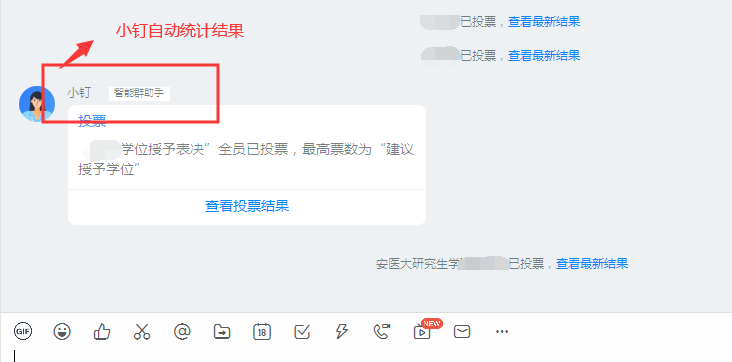 小钉自动统计结果
已投票，查看最新结果
已投票，查看最新结果
小钉 智能群助手
投票
学位授予表决”全员已投票，最高票数为“建议
授予学位”
查看投票结果
安医大研究生学 已投票，查看最新结果
GIF
18
NEW